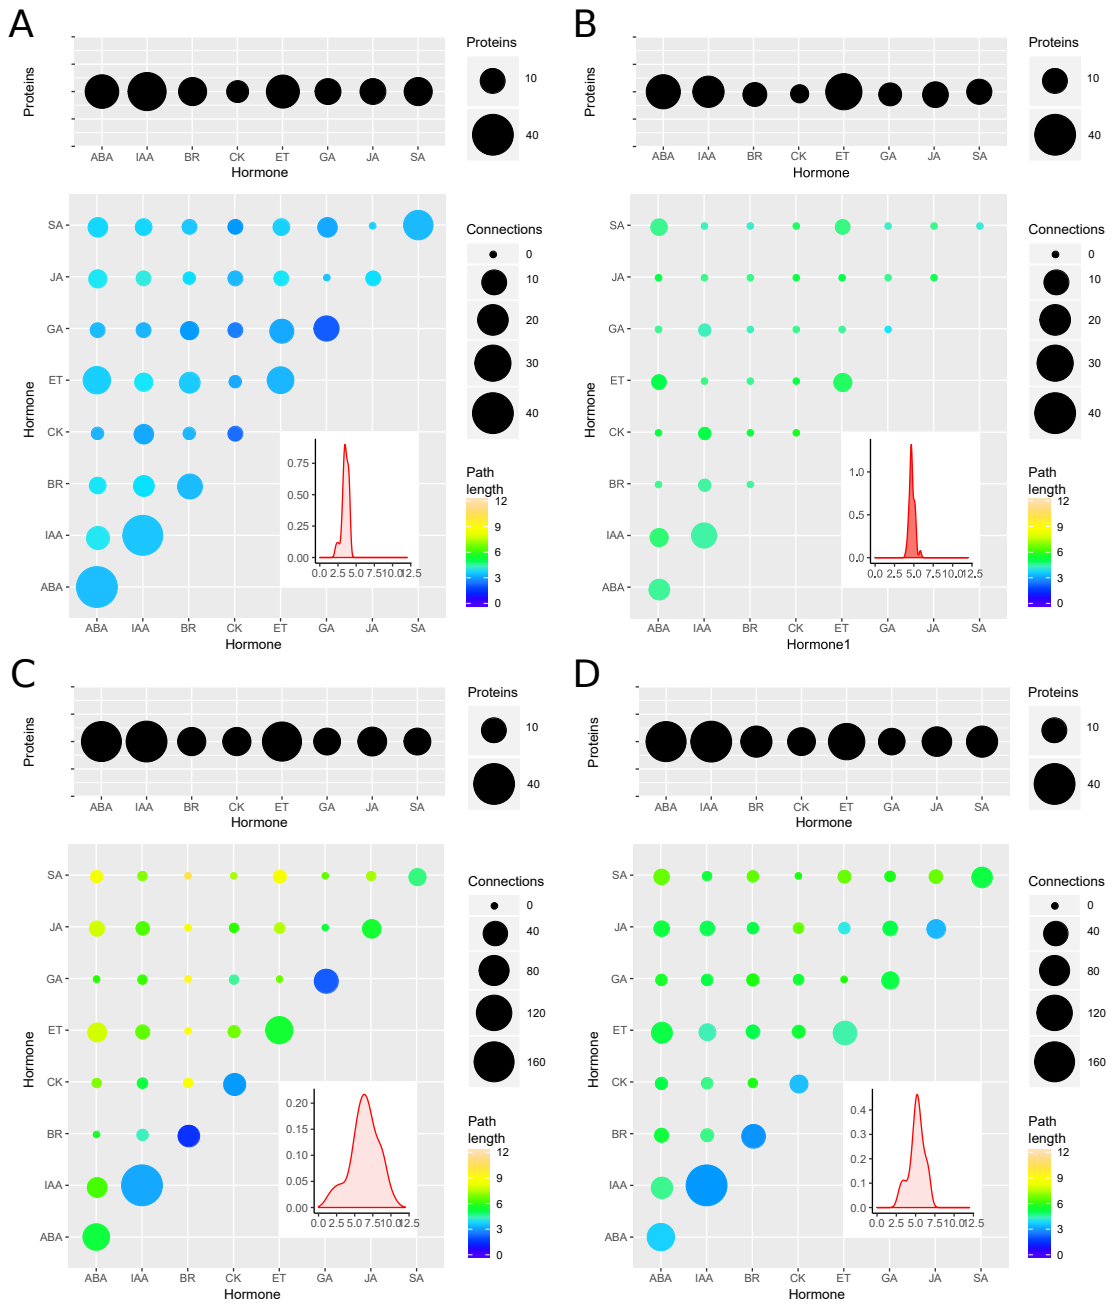 A
Proteins
ABA IAA BR CK ET GA JA SA
Hormone
Proteins
10
40
SA
JA
GA
ET
CK
BR
IAA
ABA
Hormone
ABA IAA BR CK ET GA JA SA
Hormone
0.75
0.50
0.25
0.00
0.0 2.5 5.0 7.5 10.0 12.5
Connections
0
10
20
30
40
Path
length
12
9
6
3
0
B
Proteins
ABA IAA BR CK ET GA JA SA
Hormone
Proteins
10
40
SA
JA
GA
ET
CK
BR
IAA
ABA
Hormone
ABA IAA BR CK ET GA JA SA
Hormone1
1.0
0.5
0.0
0.0 2.5 5.0 7.5 10.0 12.5
Connections
0
10
20
30
40
Path
length
12
9
6
3
0
C
Proteins
ABA IAA BR CK ET GA JA SA
Hormone
Proteins
10
40
SA
JA
GA
ET
CK
BR
IAA
ABA
Hormone
ABA IAA BR CK ET GA JA SA
Hormone
0.20
0.15
0.10
0.05
0.00
0.0 2.5 5.0 7.5 10.0 12.5
Connections
0
40
80
120
160
Path
length
12
9
6
3
0
D
Proteins
ABA IAA BR CK ET GA JA SA
Hormone
Proteins
10
40
SA
JA
GA
ET
CK
BR
IAA
ABA
Hormone
ABA IAA BR CK ET GA JA SA
Hormone
0.4
0.3
0.2
0.1
0.0
0.0 2.5 5.0 7.5 10.0 12.5
Connections
0
40
80
120
160
Path
length
12
9
6
3
0